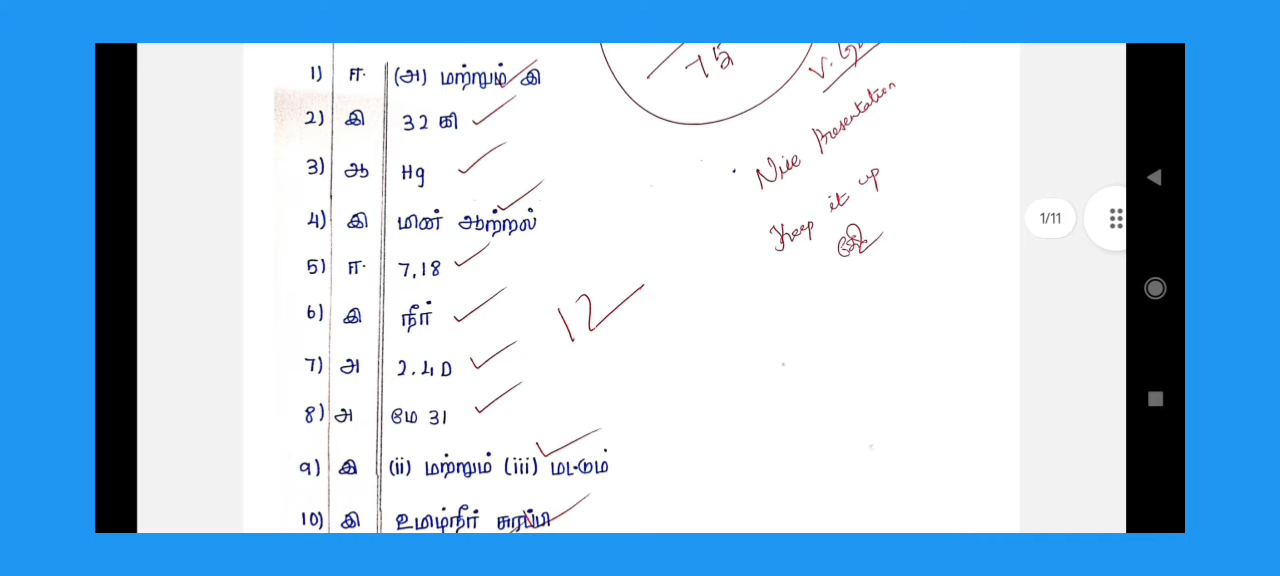 75
1) ஈ. (அ) மற்றும் இ
2) இ 32 கி
Nice Presentation
3) ஆ Hg
Keep it up
4) இ மின் ஆற்றல்
1/11
5) ஈ. 7,18
6) இ நீர்
12
7) அ 2.4D
8) அ மே 31
9) இ (ii) மற்றும் (iii) மட்டும்
10) இ உமிழ்நீர் சுரப்பி